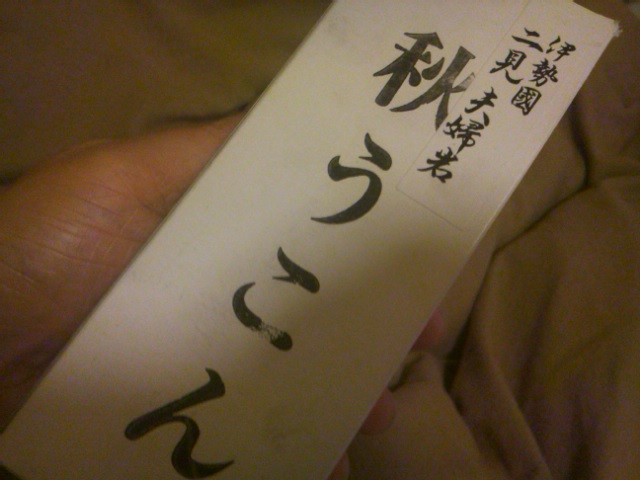 伊勢國
二見 夫婦岩
秋うこん